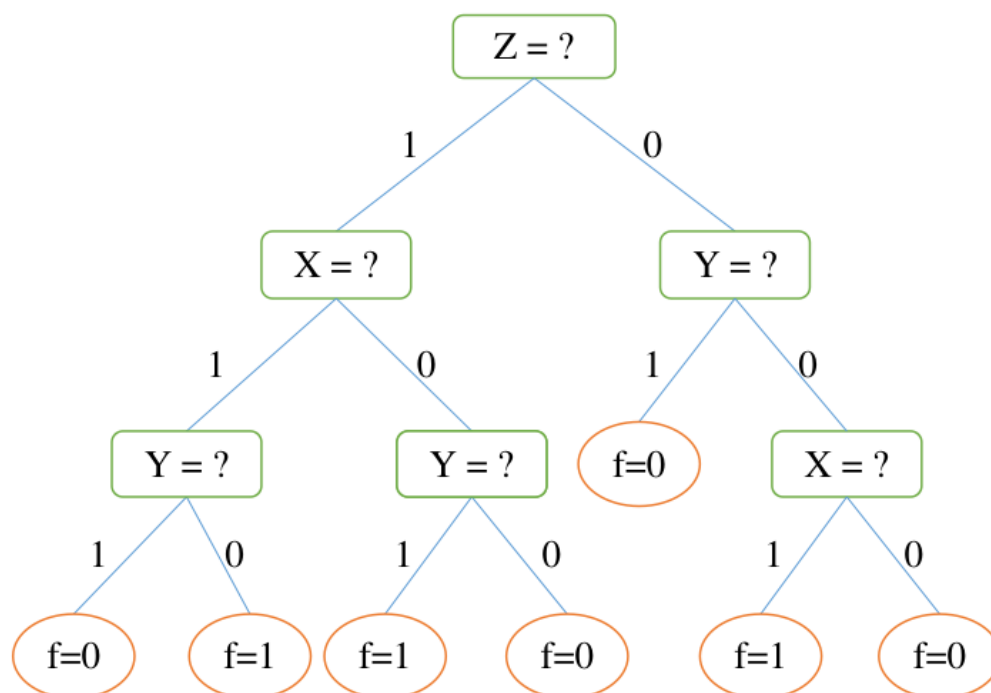 Z = ?
1 0
X = ? Y = ?
1 0 1 0
Y = ? Y = ? f=0 X = ?
1 0 1 0 1 0
f=0 f=1 f=1 f=0 f=1 f=0